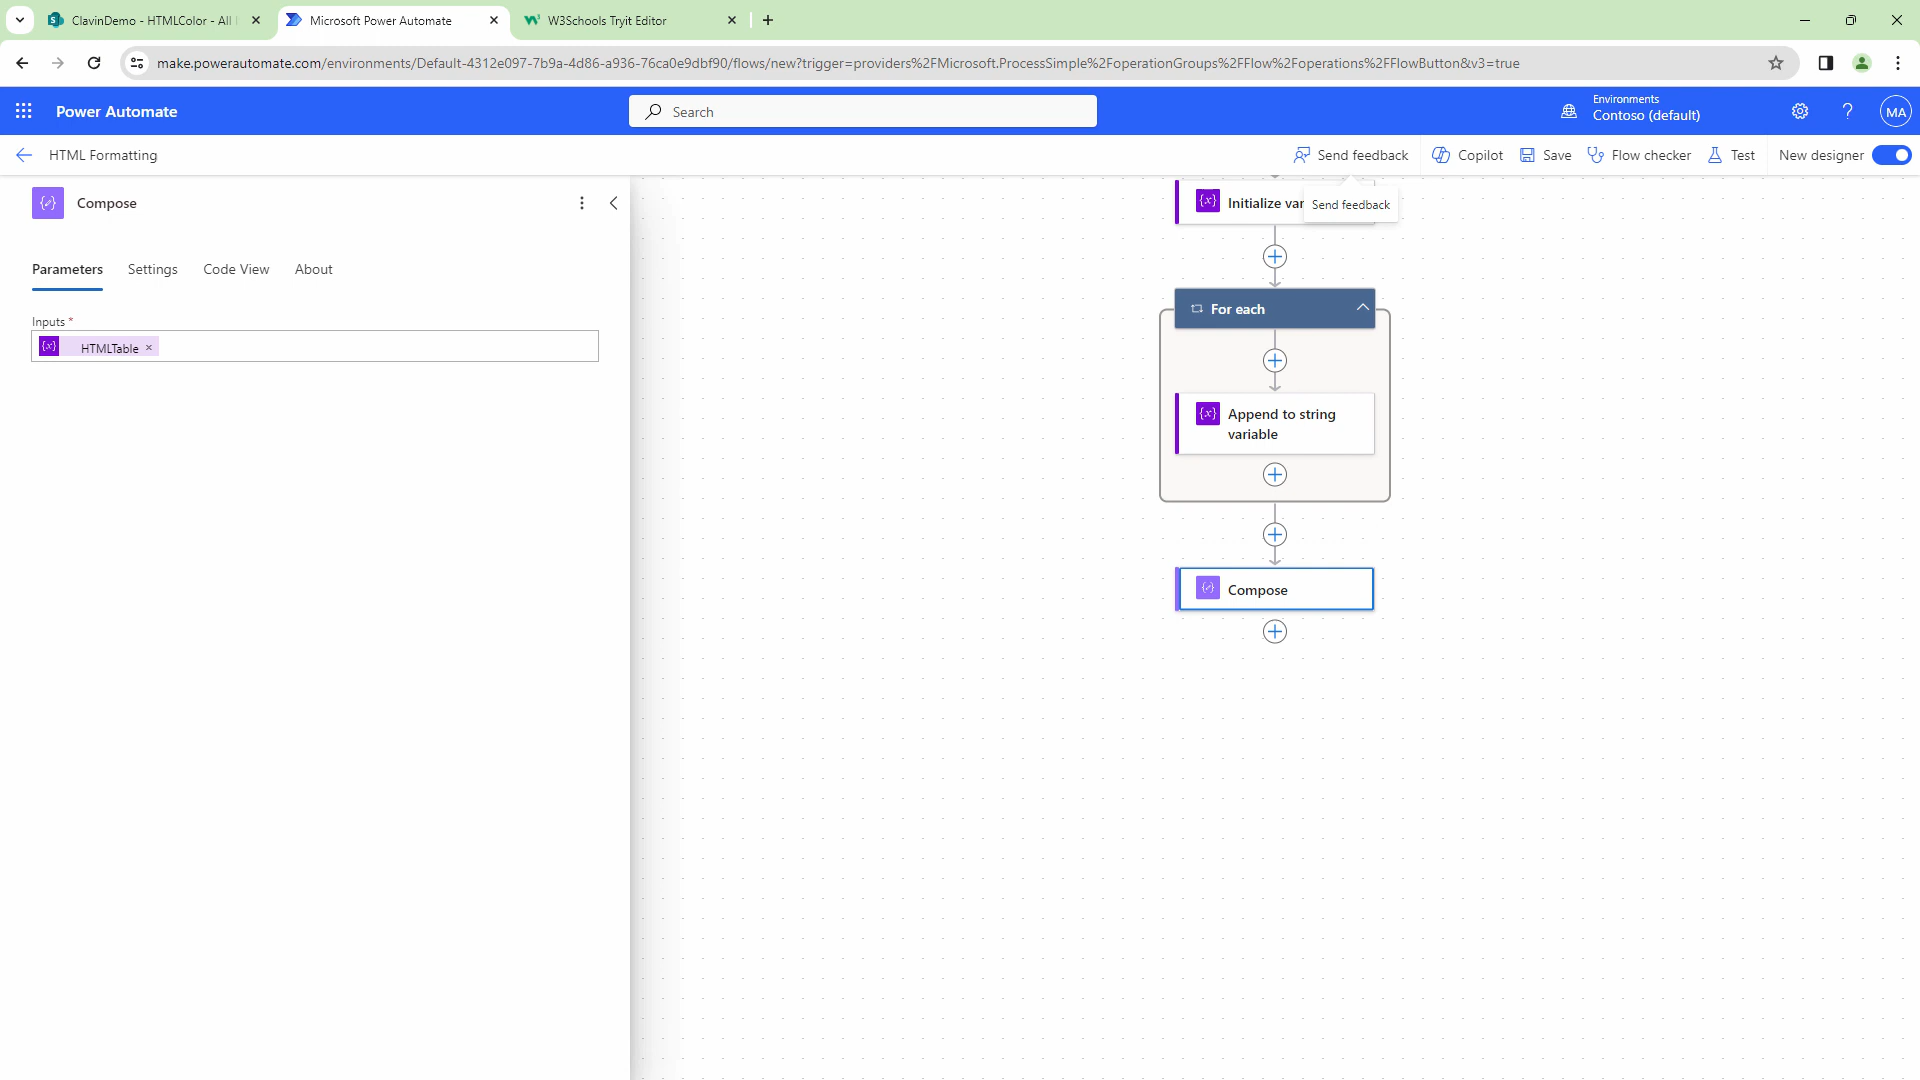 ClavinDemo - HTMLColor - All
Microsoft Power Automate
W3Schools Tryit Editor
make.powerautomate.com/environments/Default-4312e097-7b9a-4d86-a936-76ca0e9dbf90/flows/new?trigger=providers%2FMicrosoft.ProcessSimple%2FoperationGroups%2FFlow%2Foperations%2FFlowButton&v3=true
Power Automate
Search
Environments
Contoso (default)
MA
HTML Formatting
Send feedback
Copilot
Save
Flow checker
Test
New designer
Compose
Initialize var
Send feedback
Parameters
Settings
Code View
About
Inputs *
HTMLTable
For each
Append to string
variable
Compose